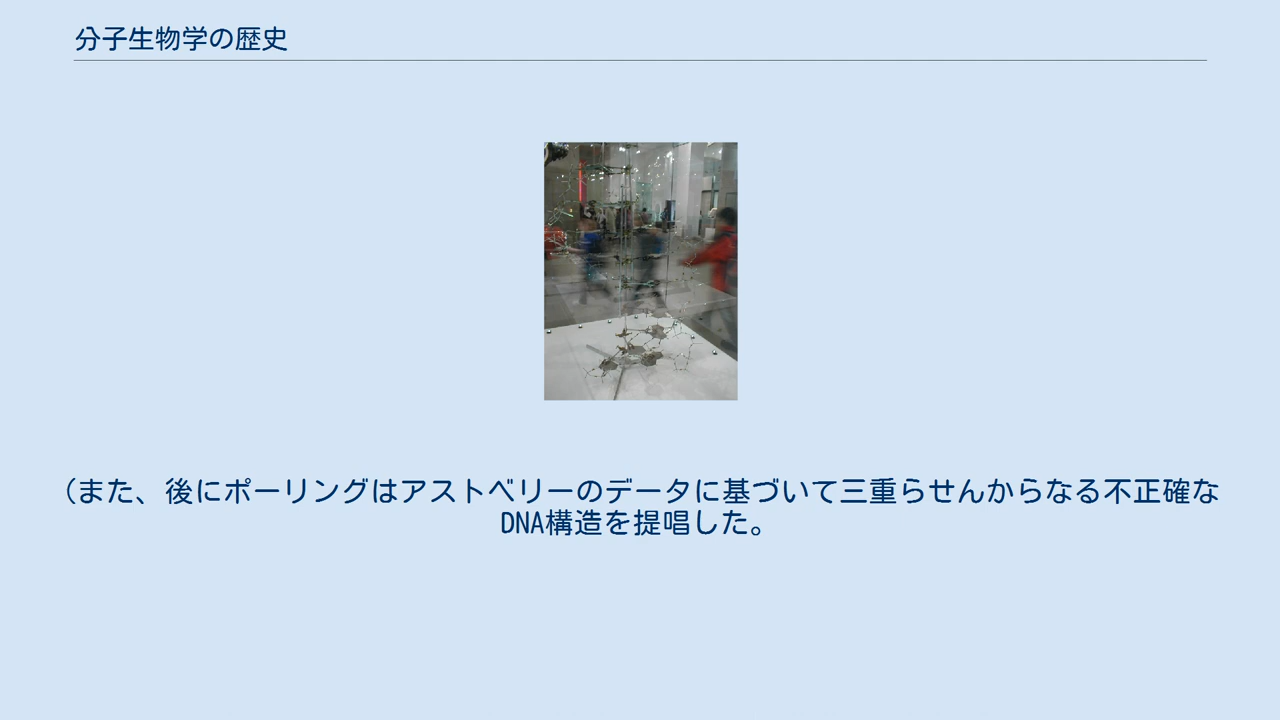 分子生物学の歴史
（また、後にポーリングはアストベリーのデータに基づいて三重らせんからなる不正確な
DNA構造を提唱した。